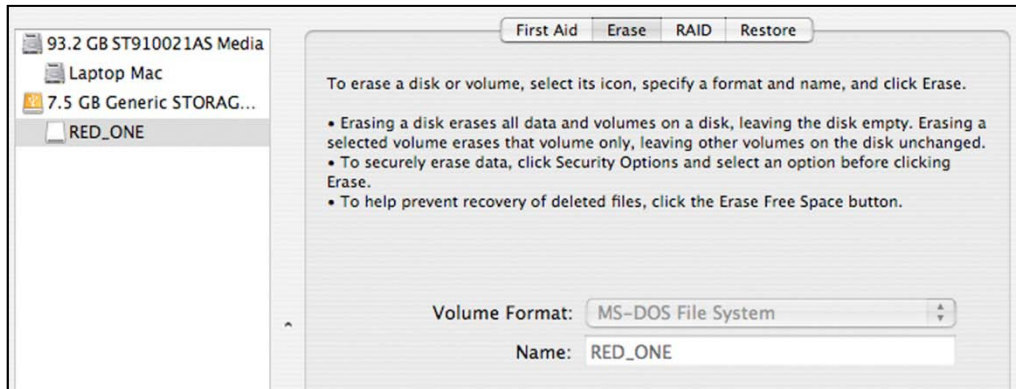 First Aid Erase RAID Restore
93.2 GB ST910021AS Media
Laptop Mac
7.5 GB Generic STORAG...
RED_ONE
To erase a disk or volume, select its icon, specify a format and name, and click Erase.
• Erasing a disk erases all data and volumes on a disk, leaving the disk empty. Erasing a
selected volume erases that volume only, leaving other volumes on the disk unchanged.
• To securely erase data, click Security Options and select an option before clicking
Erase.
• To help prevent recovery of deleted files, click the Erase Free Space button.
Volume Format: MS-DOS File System
Name: RED_ONE